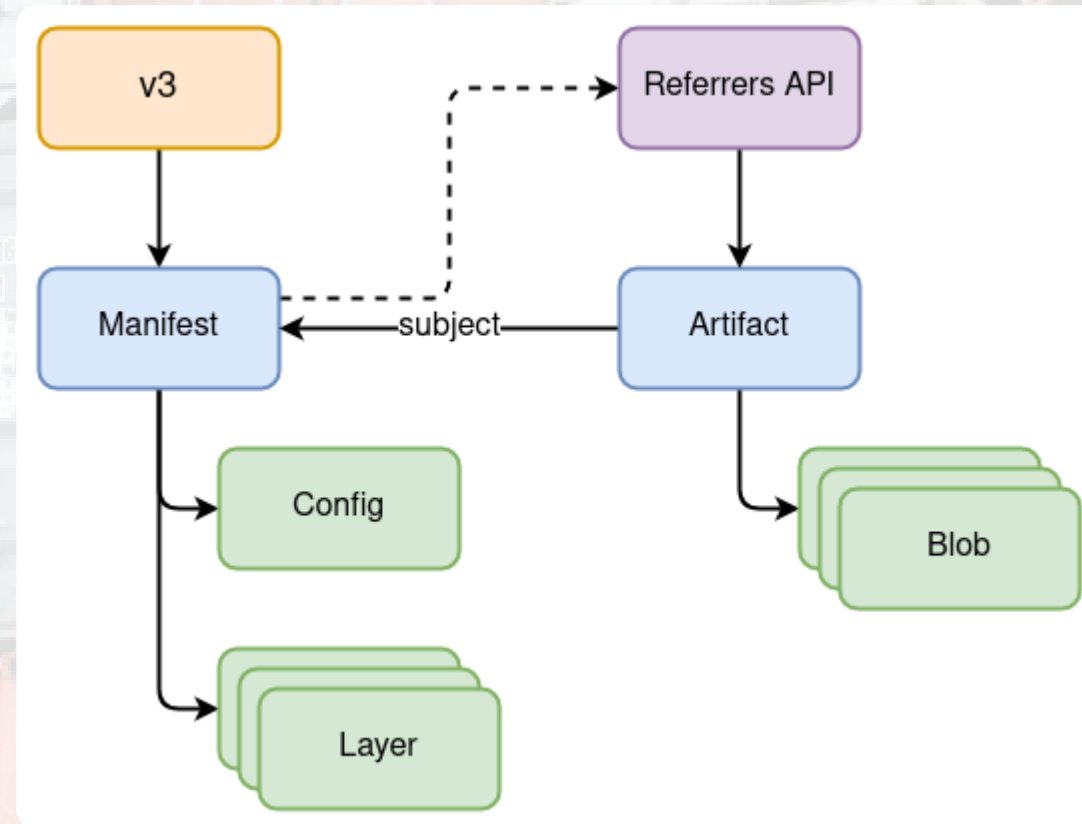 v3
Referrers API
Manifest
subject
Artifact
Config
Blob
Layer